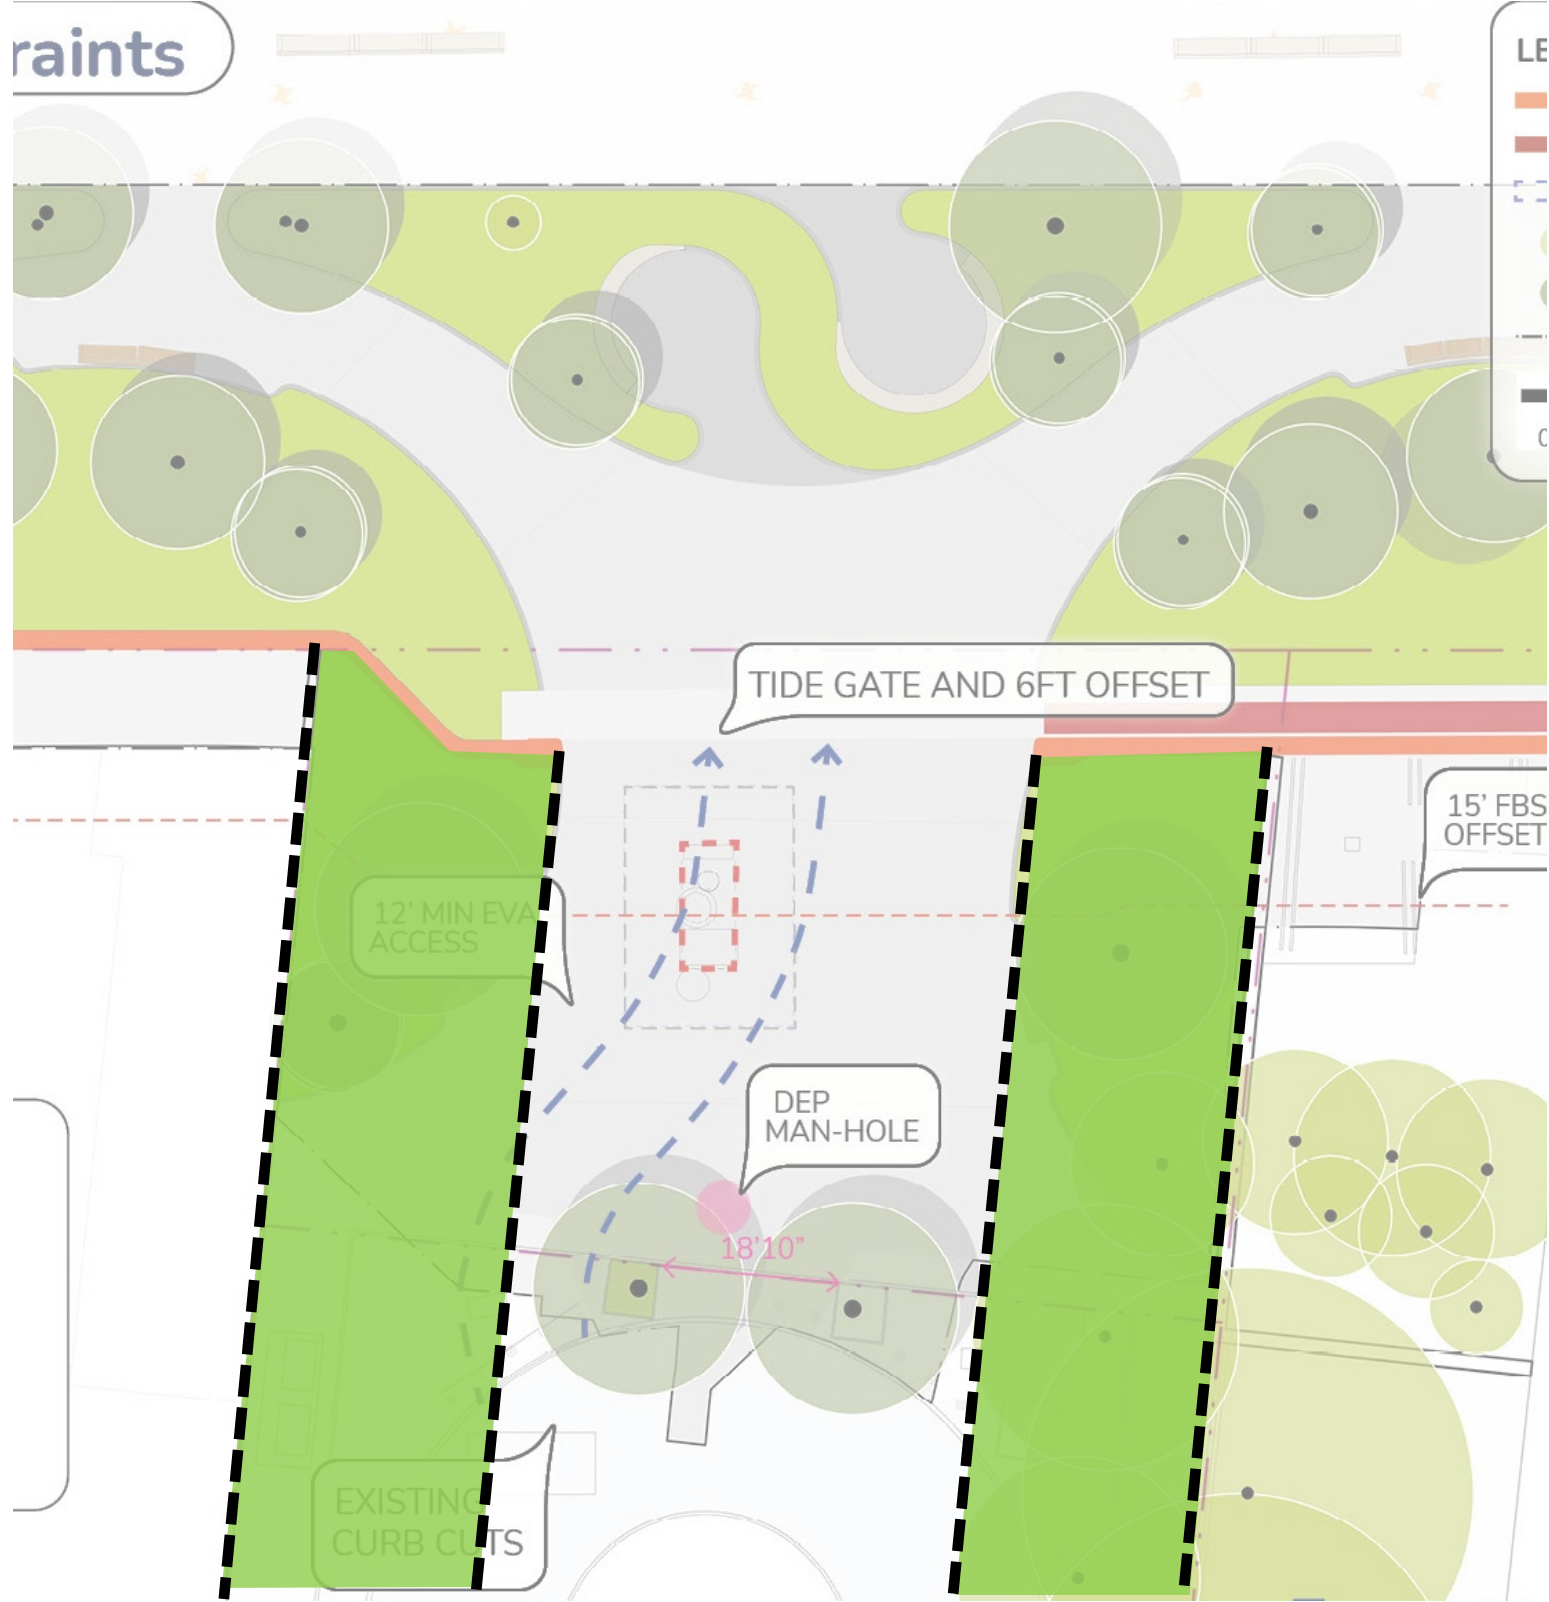 raints
LE
TIDE GATE AND 6FT OFFSET
15' FBS
OFFSET
12' MIN EVA
ACCESS
DEP
MAN-HOLE
18'10"
EXISTING
CURB CUTS